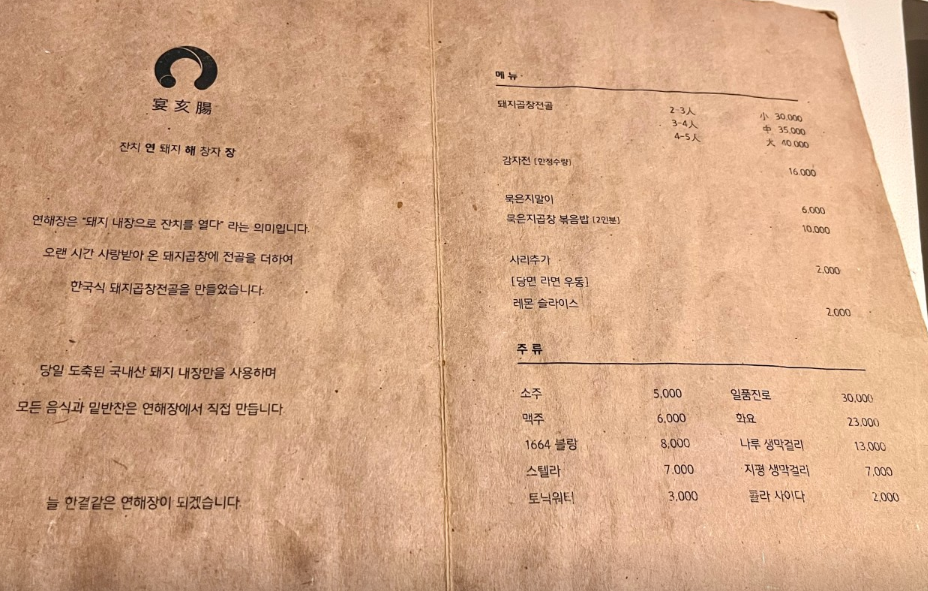 宴亥腸
잔치 연 돼지 해 창자 장
연해장은 "돼지 내장으로 잔치를 열다" 라는 의미입니다.
오랜 시간 사랑받아 온 돼지곱창에 전골을 더하여
한국식 돼지곱창전골을 만들었습니다.
당일 도축된 국내산 돼지 내장만을 사용하며
모든 음식과 밑반찬은 연해장에서 직접 만듭니다
늘 한결같은 연해장이 되겠습니다.
메뉴
돼지곱창전골 2-3人 小 30,000
3-4人 中 35,000
4-5人 大 40,000
감자전 [한정수량] 16,000
묵은지말이 6,000
묵은지곱창 볶음밥 [2인분] 10,000
사리추가 2,000
[당면 라면 우동]
레몬 슬라이스 2,000
주류
소주 5,000 일품진로 30,000
맥주 6,000 화요 23,000
1664 블랑 8,000 나루 생막걸리 13,000
스텔라 7,000 지평 생막걸리 7,000
토닉워터 3,000 콜라 사이다 2,000